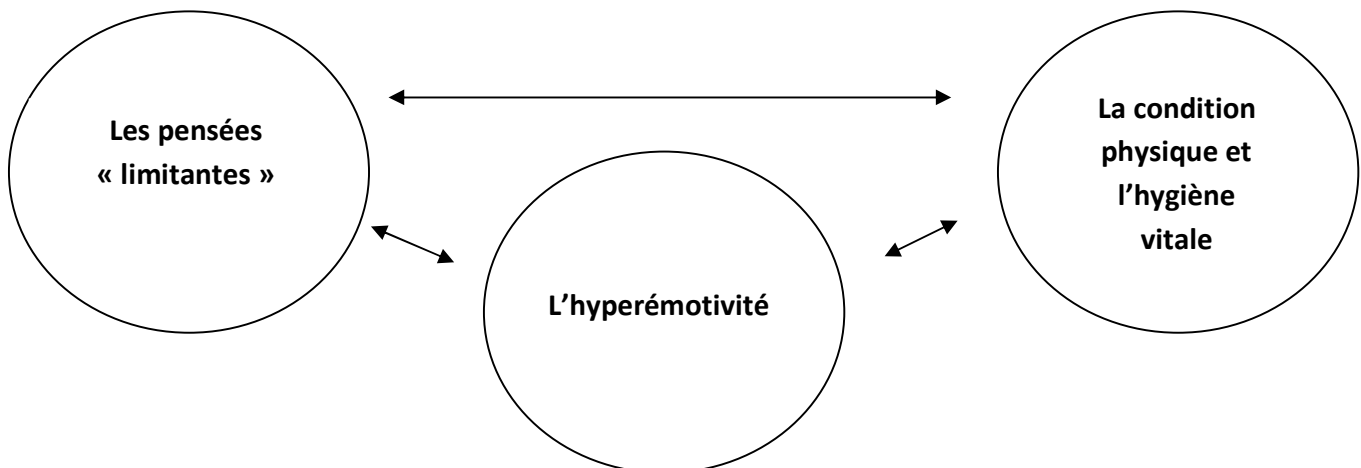 Les pensées
« limitantes »
L’hyperémotivité
La condition
physique et
l’hygiène
vitale